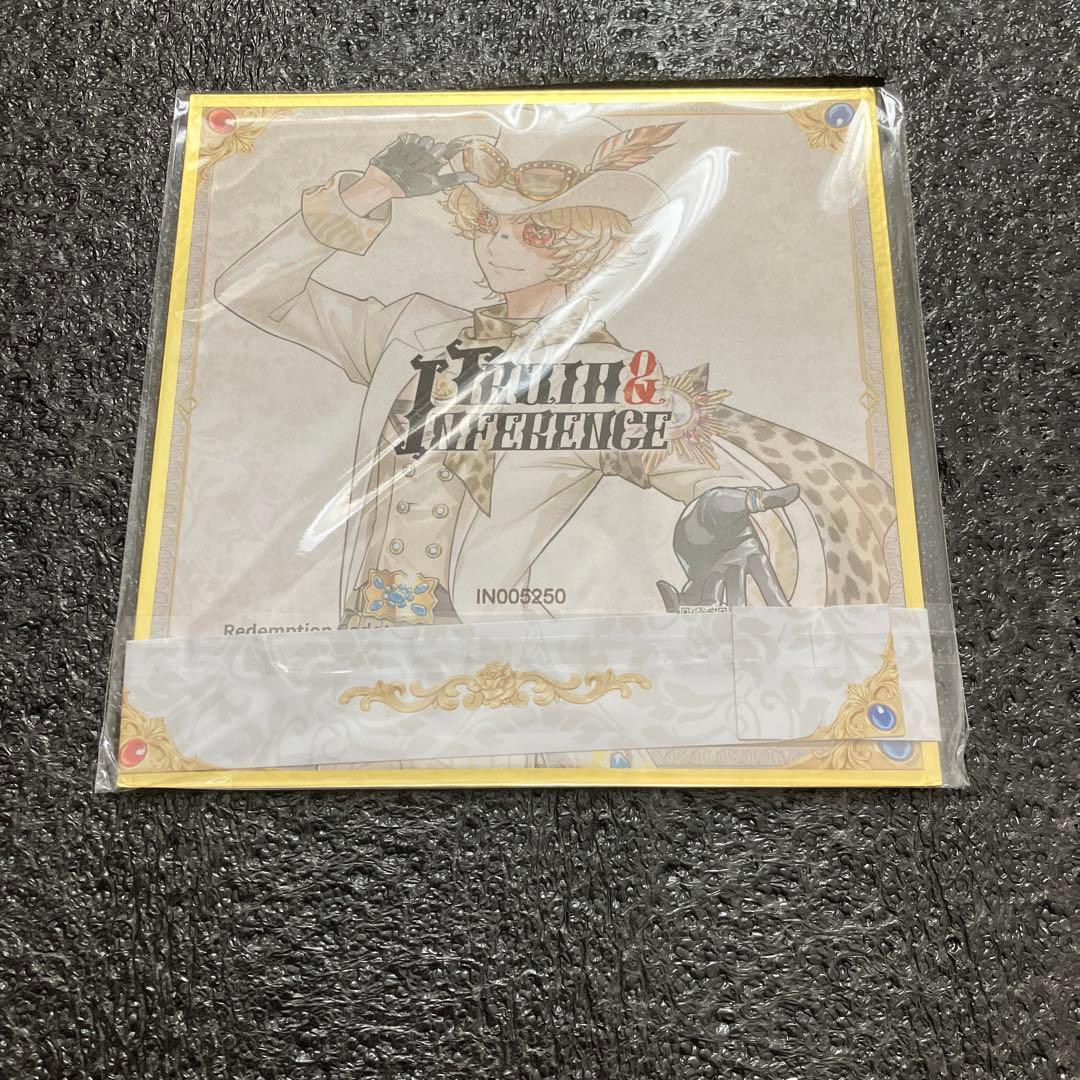 TRUTH &
INFERENCE
IN005250
Redemption